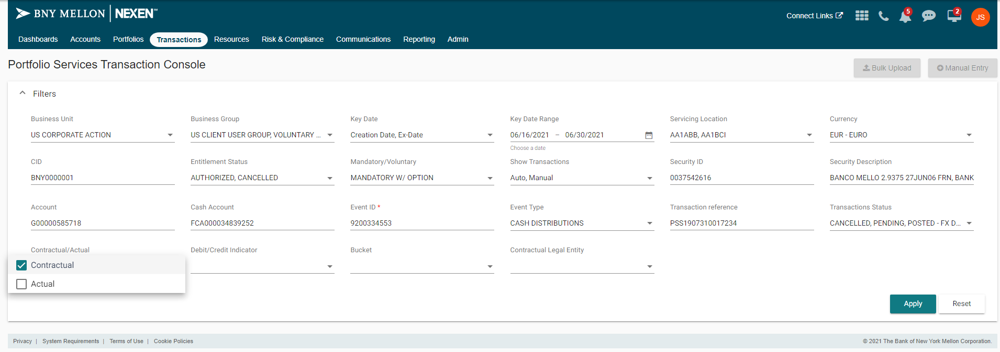 BNY MELLON | NEXEN℠
Connect Links
5
2
JS
Dashboards Accounts Portfolios Transactions Resources Risk & Compliance Communications Reporting Admin
Portfolio Services Transaction Console
Bulk Upload Manual Entry
Filters
Business Unit Business Group Key Date Key Date Range Servicing Location Currency
US CORPORATE ACTION US CLIENT USER GROUP, VOLUNTARY ... Creation Date, Ex-Date 06/16/2021 – 06/30/2021 AA1ABB, AA1BCI EUR - EURO
Choose a date
CID Entitlement Status Mandatory/Voluntary Show Transactions Security ID Security Description
BNY0000001 AUTHORIZED, CANCELLED MANDATORY W/ OPTION Auto, Manual 0037542616 BANCO MELLO 2.9375 27JUN06 FRN, BANK
Account Cash Account Event ID * Event Type Transaction reference Transactions Status
G00000585718 FCA000034839252 9200334553 CASH DISTRIBUTIONS PSS1907310017234 CANCELLED, PENDING, POSTED - FX D...
Contractual/Actual Debit/Credit Indicator Bucket Contractual Legal Entity
Contractual
Actual
Apply Reset
Privacy | System Requirements | Terms of Use | Cookie Policies © 2021 The Bank of New York Mellon Corporation.